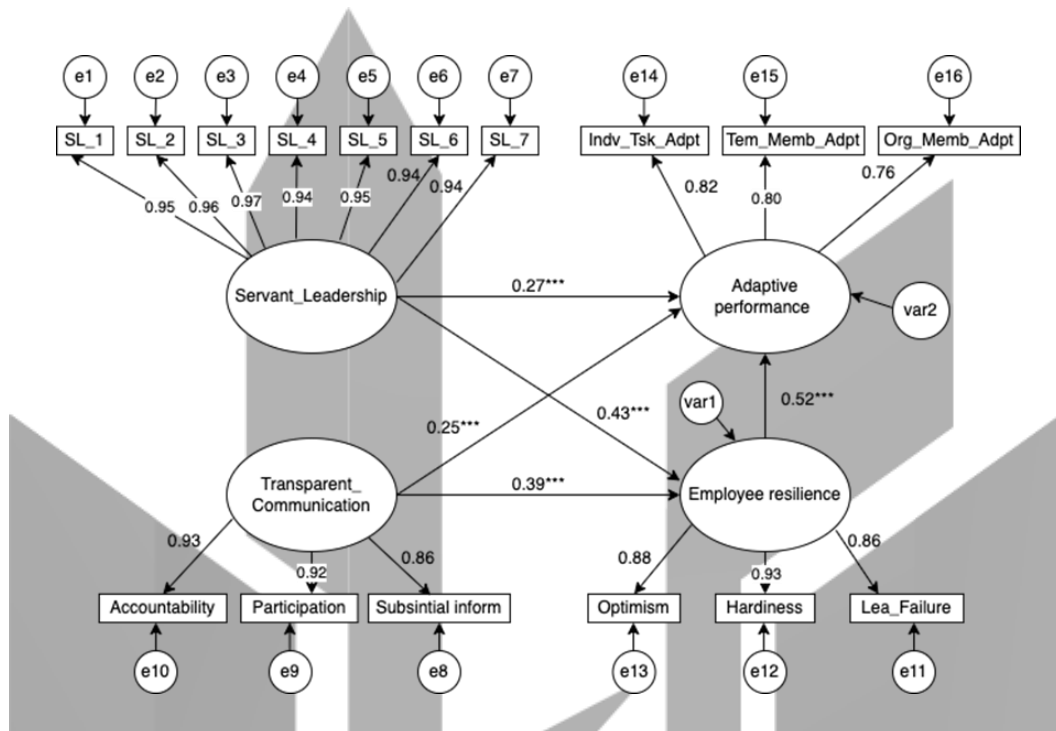 e1 e2 e3 e4 e5 e6 e7 e14 e15 e16
SL_1 SL_2 SL_3 SL_4 SL_5 SL_6 SL_7 Indv_Tsk_Adpt Tem_Memb_Adpt Org_Memb_Adpt
0.95 0.96 0.97 0.94 0.95 0.94 0.94 0.82 0.80 0.76
Servant_Leadership
0.27***
Adaptive
performance
var2
0.25***
0.43***
var1
0.52***
Transparent_
Communication
0.39***
Employee resilience
0.93 0.92 0.86 0.88 0.93 0.86
Accountability Participation Subsintial inform Optimism Hardiness Lea_Failure
e10 e9 e8 e13 e12 e11